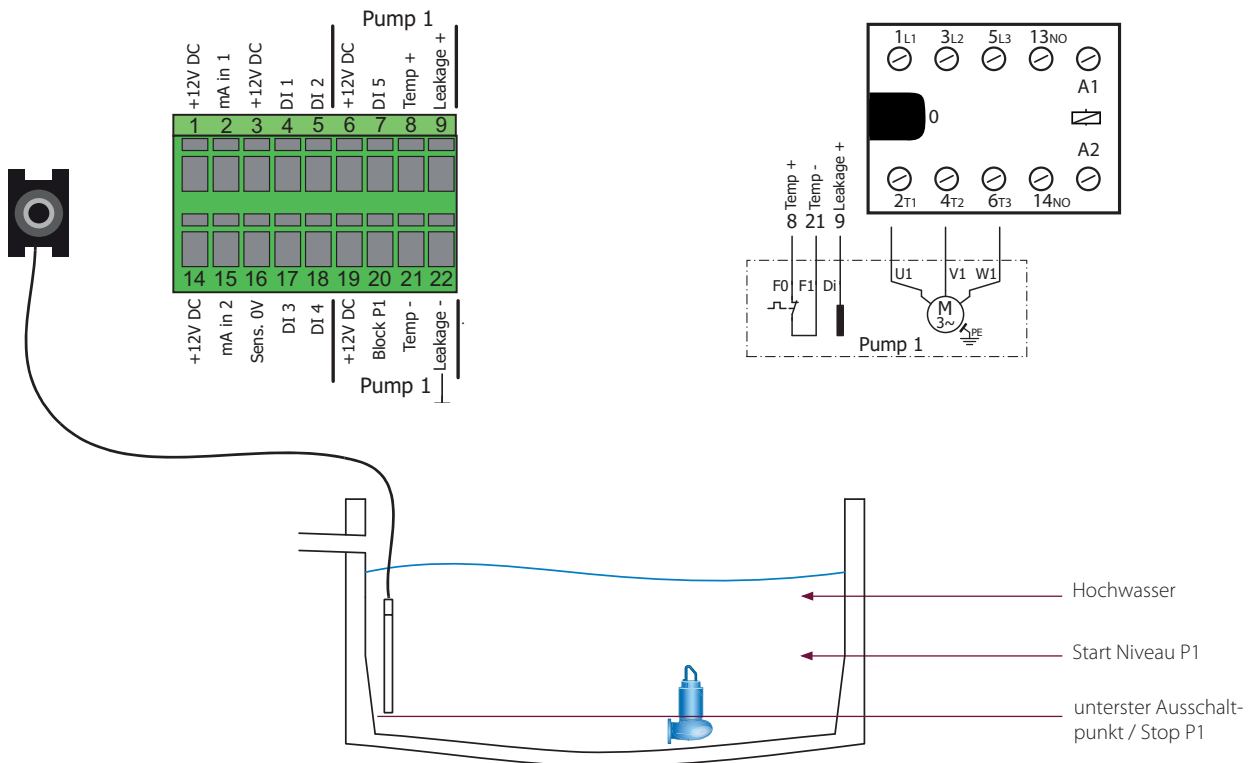 Pump 1
+12V DC
mA in 1
+12V DC
DI 1
DI 2
+12V DC
DI 5
Temp +
Leakage +
1 2 3 4 5 6 7 8 9
14 15 16 17 18 19 20 21 22
+12V DC
mA in 2
Sens. 0V
DI 3
DI 4
+12V DC
Block P1
Temp -
Leakage -
Pump 1
1L1 3L2 5L3 13NO
A1
0
A2
2T1 4T2 6T3 14NO
8 Temp +
21 Temp -
9 Leakage +
F0 F1 Di U1 V1 W1
M
3~
PE
Pump 1
Hochwasser
Start Niveau P1
unterster Ausschalt-
punkt / Stop P1